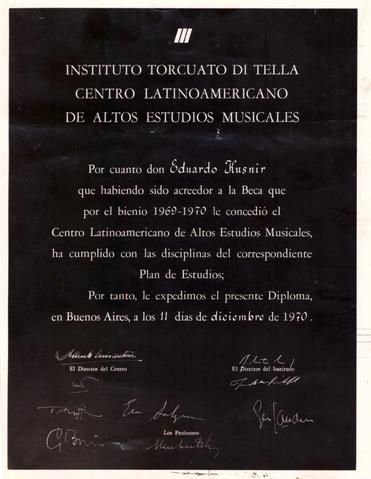 INSTITUTO TORCUATO DI TELLA
CENTRO LATINOAMERICANO
DE ALTOS ESTUDIOS MUSICALES
Por cuanto don Eduardo Kusnir
que habiendo sido acreedor a la Beca que
por el bienio 1969-1970 le concedió el
Centro Latinoamericano de Altos Estudios Musicales,
ha cumplido con las disciplinas del correspondiente
Plan de Estudios;
Por tanto, le expedimos el presente Diploma,
en Buenos Aires, a los 11 días de diciembre de 1970.
El Director del Centro
El Director del Instituto
Los Profesores